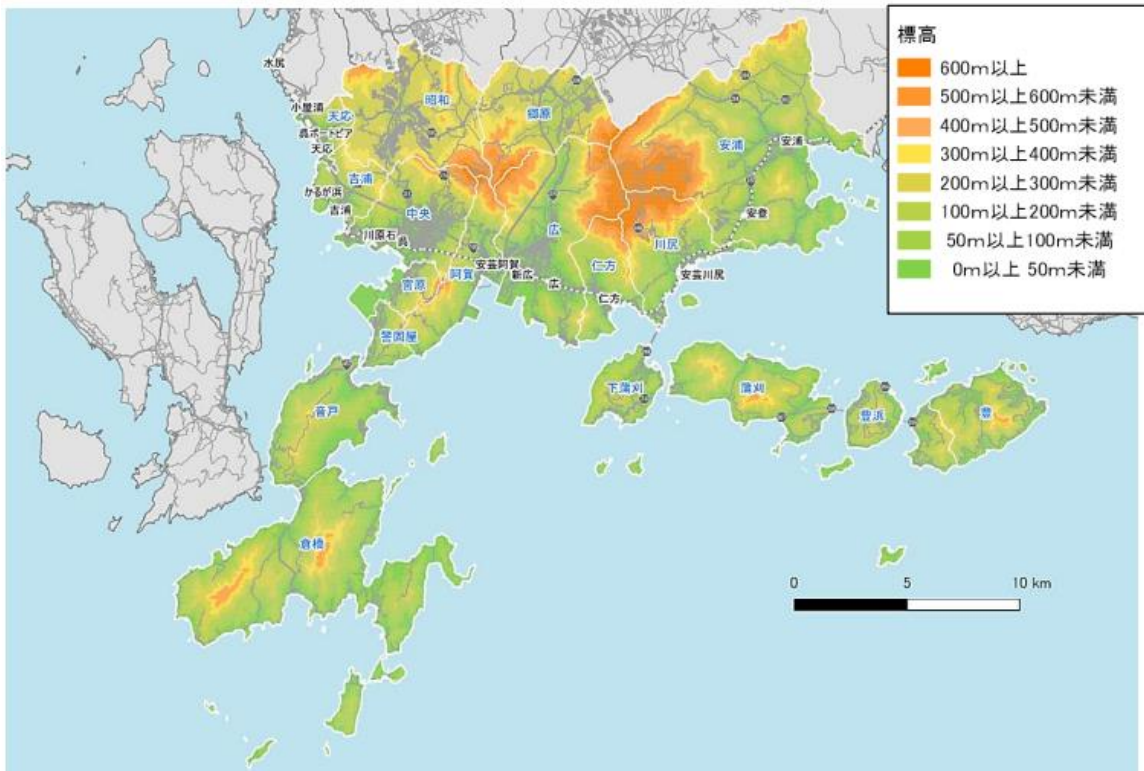 標高
600m以上
500m以上600m未満
400m以上500m未満
300m以上400m未満
200m以上300m未満
100m以上200m未満
50m以上100m未満
0m以上 50m未満
水尻
小屋浦
天応
呉ポートピア
天応
昭和
郷原
安浦
安浦
かるが浜
吉浦
吉浦
中央
川原石
呉
広
安登
川尻
宮原
阿賀
安芸阿賀
新広
広
仁方
仁方
安芸川尻
警固屋
音戸
下蒲刈
蒲刈
豊浜
豊
倉橋
0 5 10 km